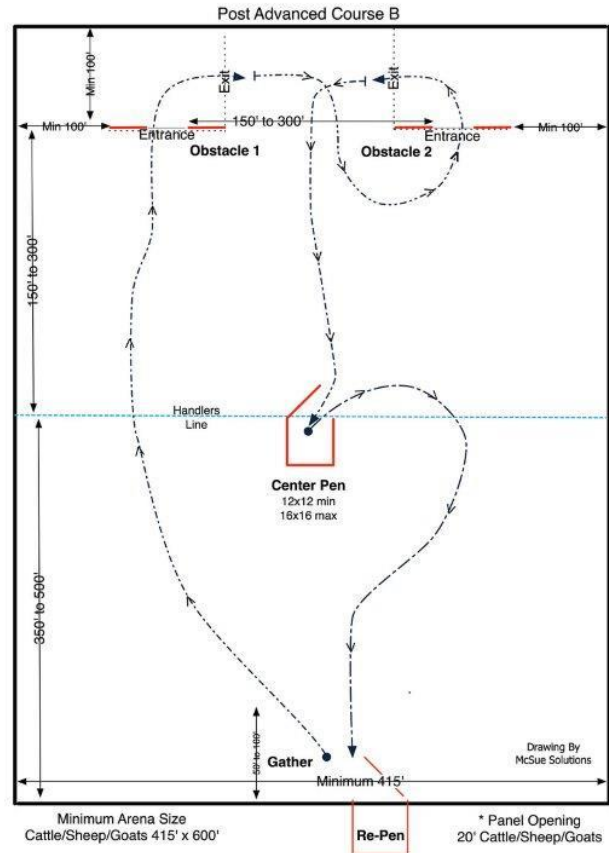 Post Advanced Course B
Min 100'
Exit
Exit
Min 100'
150' to 300'
Min 100'
Entrance
Entrance
Obstacle 1
Obstacle 2
150' to 300'
Handlers
Line
Center Pen
12x12 min
16x16 max
350' to 500'
50' to 100'
Gather
Drawing By
McSue Solutions
Minimum 415'
Minimum Arena Size
Cattle/Sheep/Goats 415' x 600'
Re-Pen
* Panel Opening
20' Cattle/Sheep/Goats